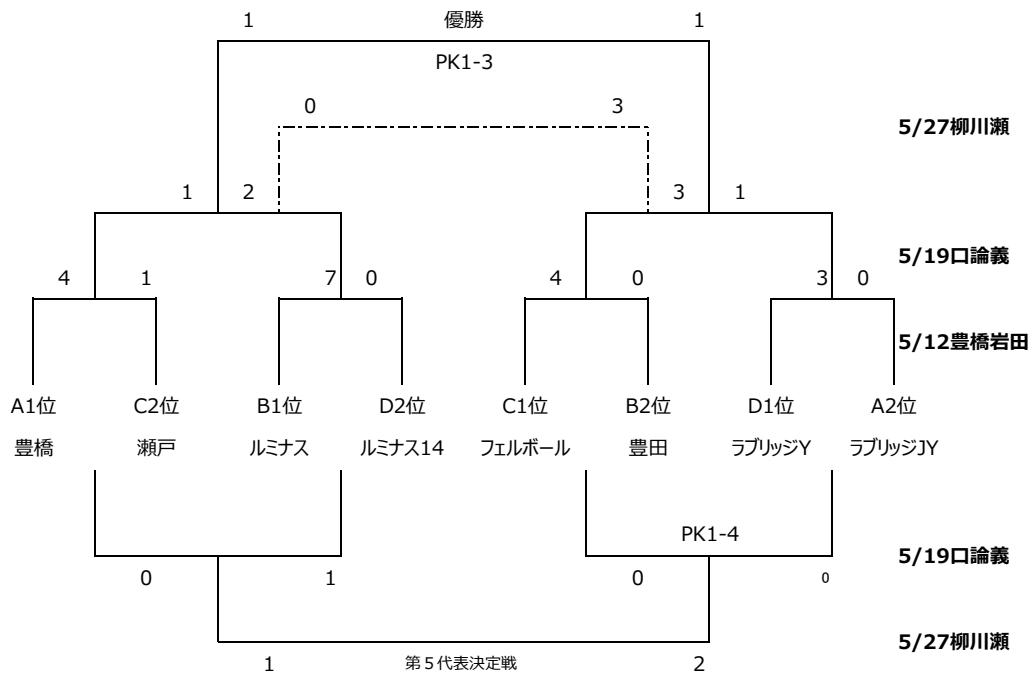 1 優勝 1
PK1-3
0 3
5/27柳川瀬
1 2 3 1
5/19口論義
4 1 7 0 4 0 3 0
5/12豊橋岩田
A1位 C2位 B1位 D2位 C1位 B2位 D1位 A2位
豊橋 瀬戸 ルミナス ルミナス14 フェルボール 豊田 ラブリッジY ラブリッジJY
PK1-4
5/19口論義
0 1 0 0
5/27柳川瀬
1 第5代表決定戦 2